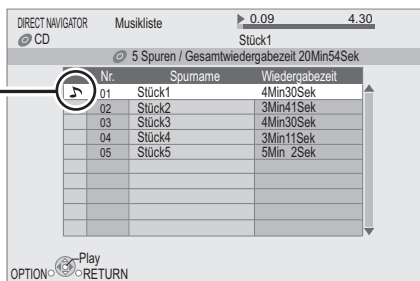 DIRECT NAVIGATOR Musikliste 0.09 4.30
CD Stück1
5 Spuren / Gesamtwiedergabezeit 20Min54Sek
Nr. Spurname Wiedergabezeit
01 Stück1 4Min30Sek
02 Stück2 3Min41Sek
03 Stück3 4Min30Sek
04 Stück4 3Min11Sek
05 Stück5 5Min 2Sek
Play
OPTION RETURN